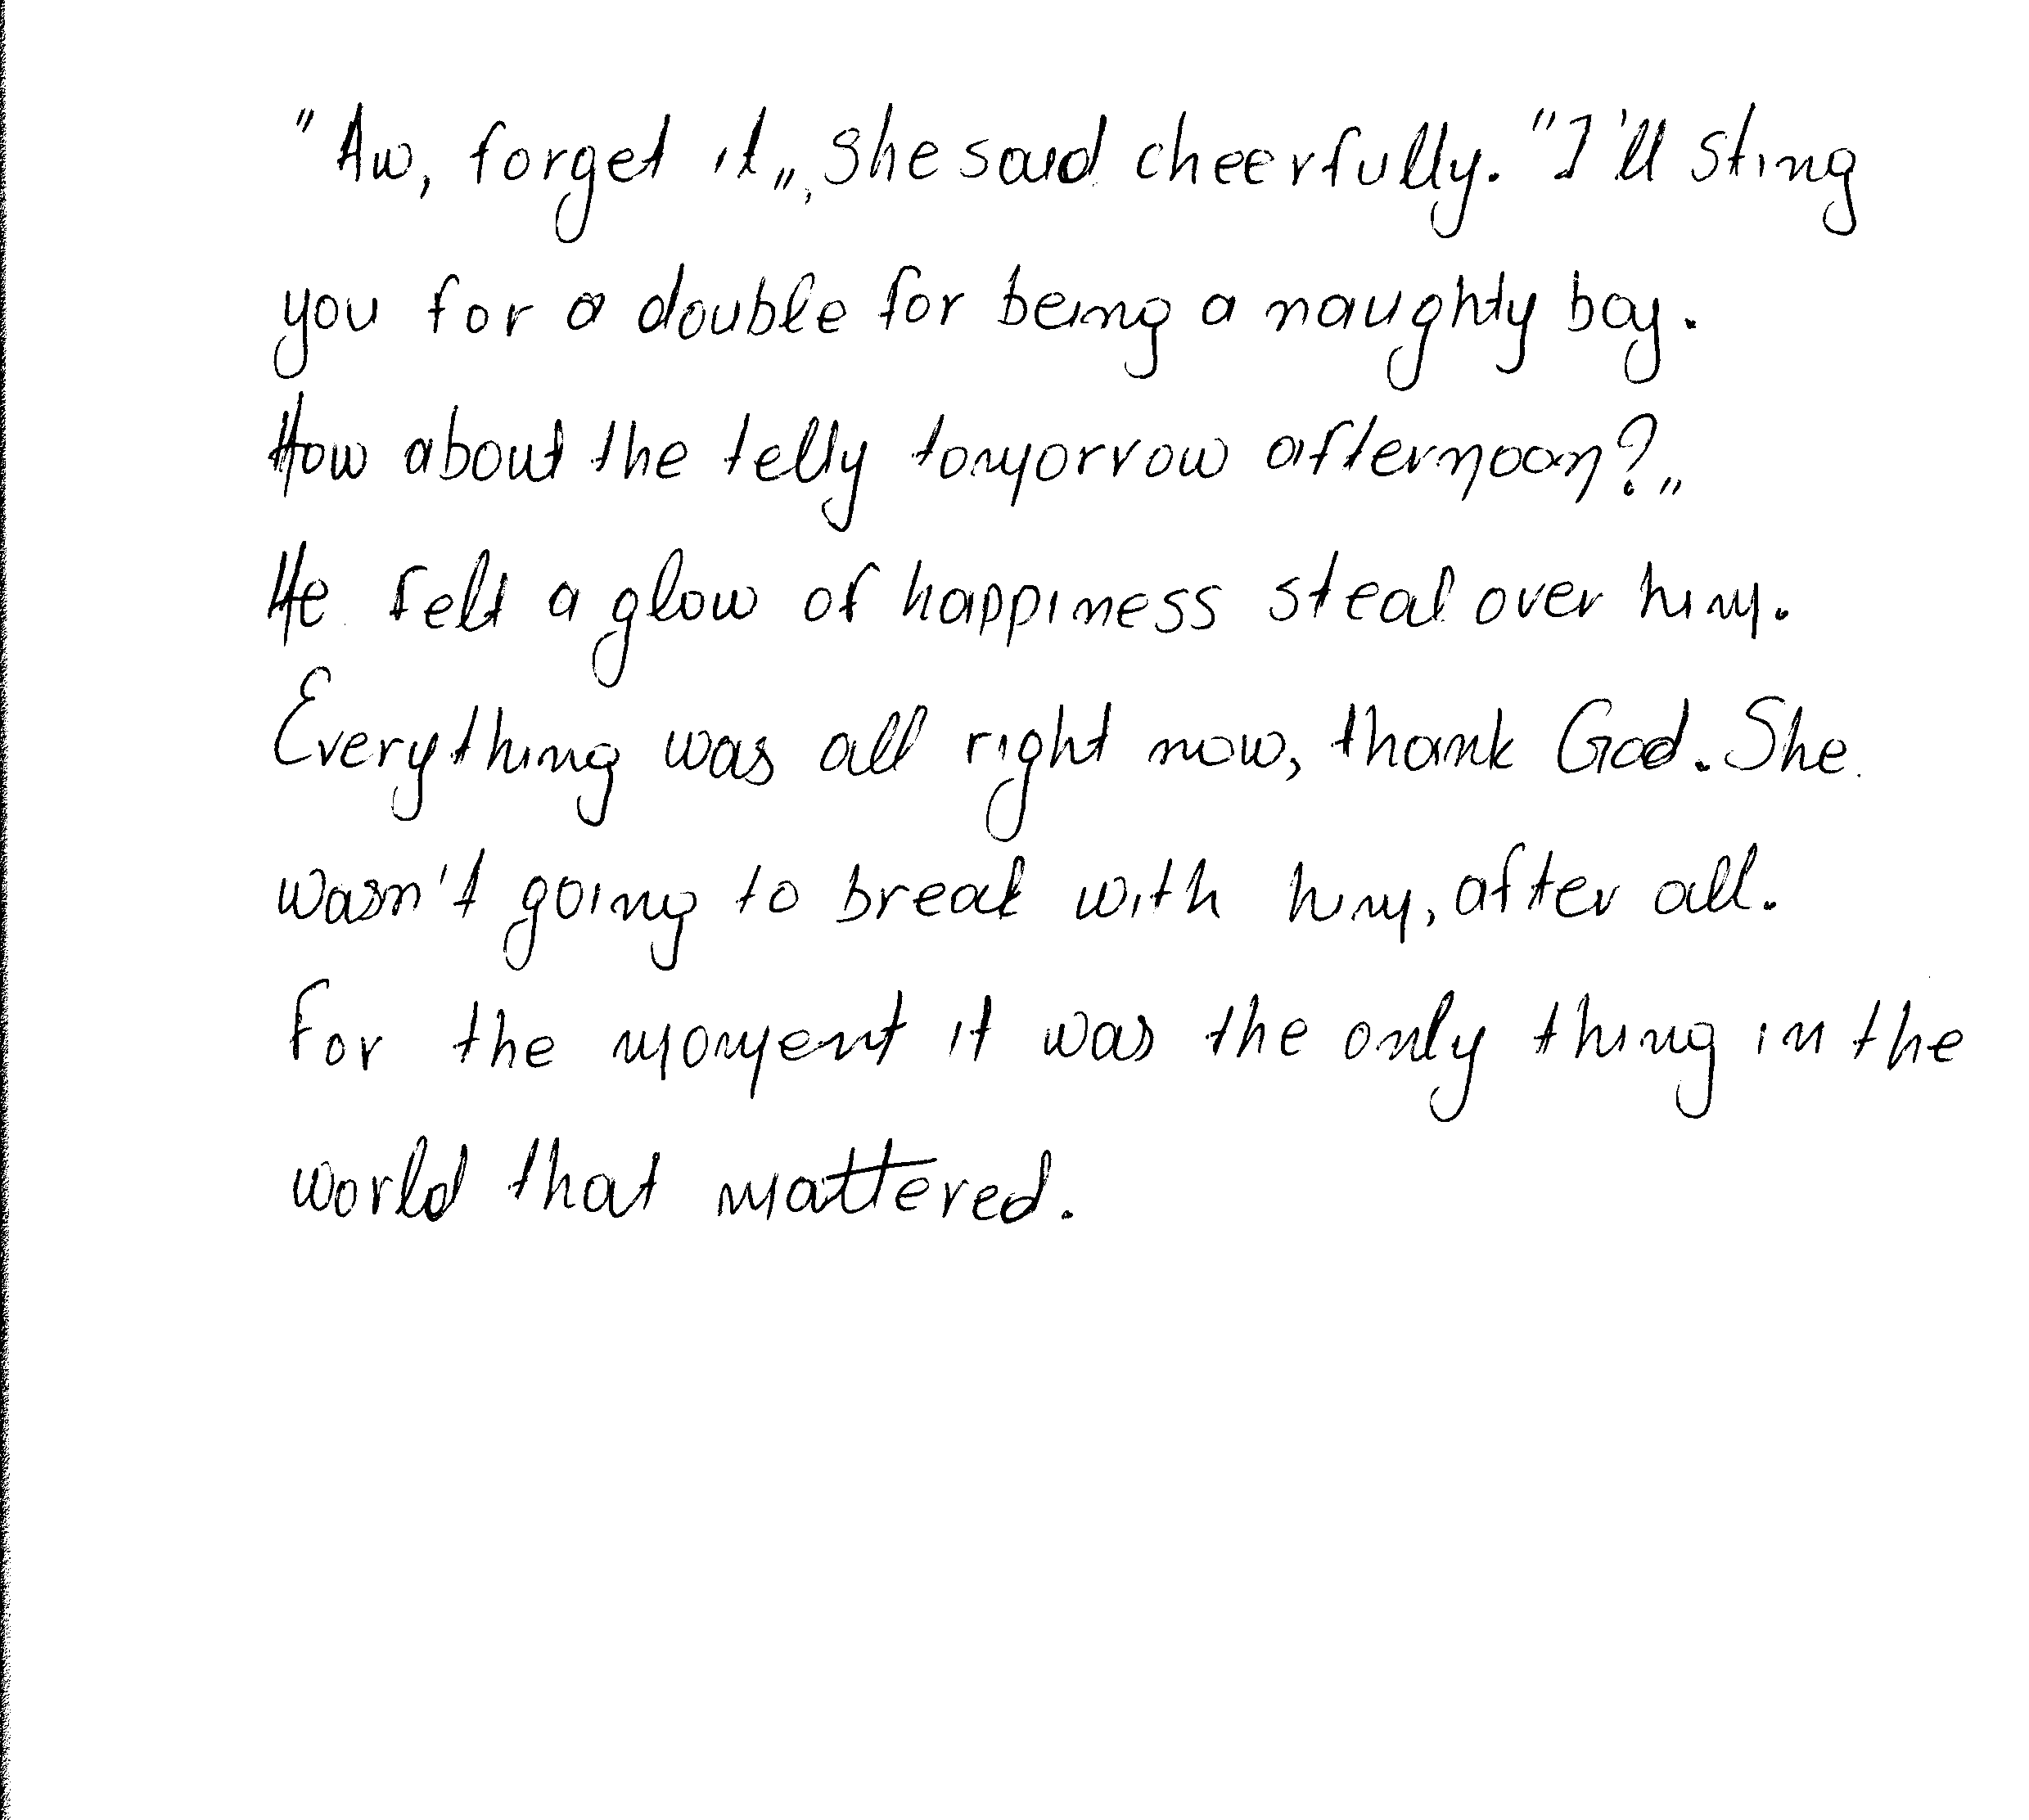 "Aw, forget it", she said cheerfully. "I'll sting
you for a double for being a naughty boy.
How about the telly tomorrow afternoon?"
He felt a glow of happiness steal over him.
Everything was all right now, thank God. She
wasn't going to break with him, after all.
For the moment it was the only thing in the
world that mattered.